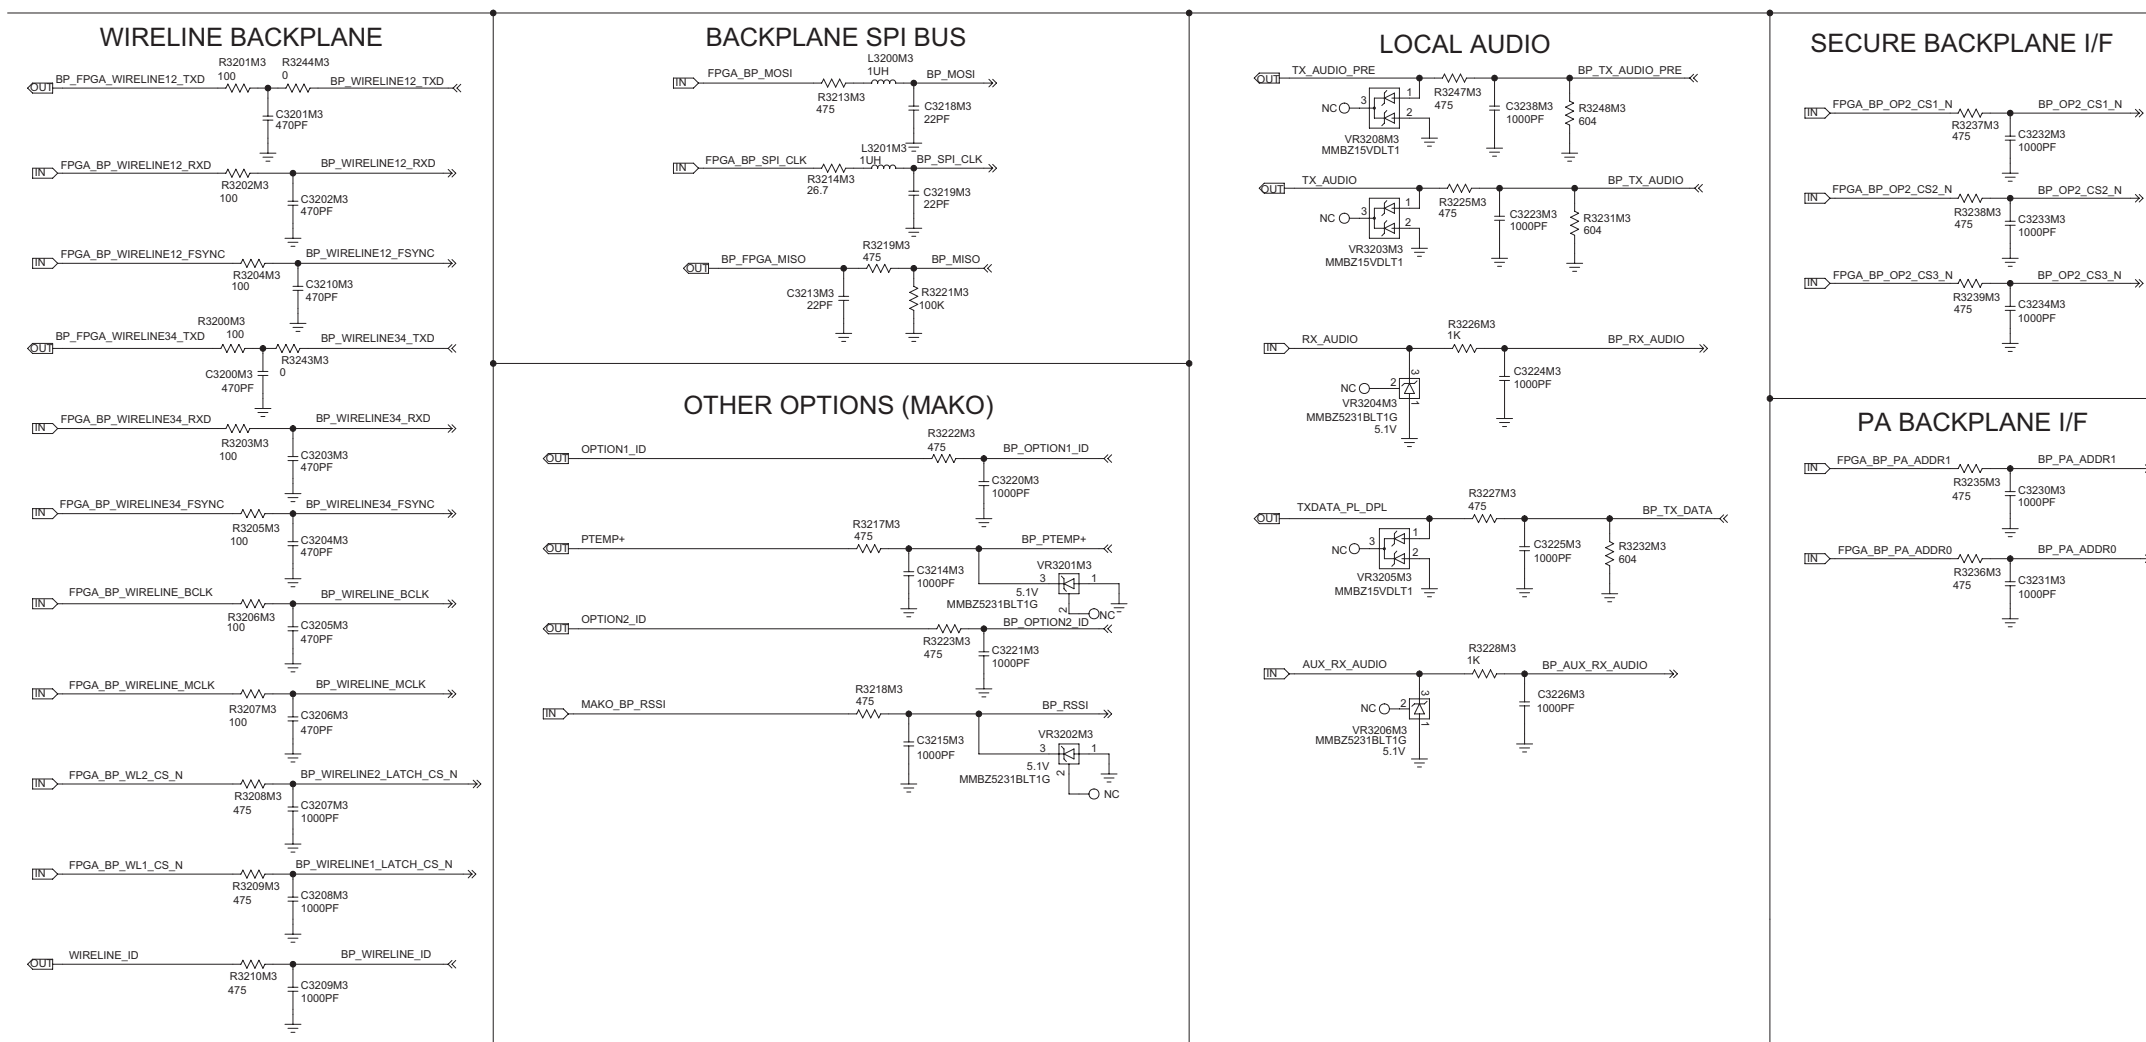 WIRELINE BACKPLANE
R3201M3
100
R3244M3
0
OUT
BP_FPGA_WIRELINE12_TXD
BP_WIRELINE12_TXD
C3201M3
470PF
IN
FPGA_BP_WIRELINE12_RXD
BP_WIRELINE12_RXD
R3202M3
100
C3202M3
470PF
IN
FPGA_BP_WIRELINE12_FSYNC
BP_WIRELINE12_FSYNC
R3204M3
100
C3210M3
470PF
R3200M3
100
OUT
BP_FPGA_WIRELINE34_TXD
BP_WIRELINE34_TXD
R3243M3
0
C3200M3
470PF
IN
FPGA_BP_WIRELINE34_RXD
BP_WIRELINE34_RXD
R3203M3
100
C3203M3
470PF
IN
FPGA_BP_WIRELINE34_FSYNC
BP_WIRELINE34_FSYNC
R3205M3
100
C3204M3
470PF
IN
FPGA_BP_WIRELINE_BCLK
BP_WIRELINE_BCLK
R3206M3
100
C3205M3
470PF
IN
FPGA_BP_WIRELINE_MCLK
BP_WIRELINE_MCLK
R3207M3
100
C3206M3
470PF
IN
FPGA_BP_WL2_CS_N
BP_WIRELINE2_LATCH_CS_N
R3208M3
475
C3207M3
1000PF
IN
FPGA_BP_WL1_CS_N
BP_WIRELINE1_LATCH_CS_N
R3209M3
475
C3208M3
1000PF
OUT
WIRELINE_ID
BP_WIRELINE_ID
R3210M3
475
C3209M3
1000PF
BACKPLANE SPI BUS
L3200M3
1UH
IN
FPGA_BP_MOSI
BP_MOSI
R3213M3
475
C3218M3
22PF
L3201M3
1UH
IN
FPGA_BP_SPI_CLK
BP_SPI_CLK
R3214M3
26.7
C3219M3
22PF
R3219M3
475
OUT
BP_FPGA_MISO
BP_MISO
C3213M3
22PF
R3221M3
100K
OTHER OPTIONS (MAKO)
R3222M3
475
OUT
OPTION1_ID
BP_OPTION1_ID
C3220M3
1000PF
R3217M3
475
OUT
PTEMP+
BP_PTEMP+
C3214M3
1000PF
VR3201M3
3
1
5.1V
MMBZ5231BLT1G
2
NC
OUT
OPTION2_ID
BP_OPTION2_ID
R3223M3
475
C3221M3
1000PF
R3218M3
475
IN
MAKO_BP_RSSI
BP_RSSI
C3215M3
1000PF
VR3202M3
3
1
5.1V
MMBZ5231BLT1G
2
NC
LOCAL AUDIO
OUT
TX_AUDIO_PRE
BP_TX_AUDIO_PRE
R3247M3
475
NC
3
1
2
VR3208M3
MMBZ15VDLT1
C3238M3
1000PF
R3248M3
604
OUT
TX_AUDIO
BP_TX_AUDIO
R3225M3
475
NC
3
1
2
VR3203M3
MMBZ15VDLT1
C3223M3
1000PF
R3231M3
604
R3226M3
1K
IN
RX_AUDIO
BP_RX_AUDIO
NC
2
3
1
VR3204M3
MMBZ5231BLT1G
5.1V
C3224M3
1000PF
R3227M3
475
OUT
TXDATA_PL_DPL
BP_TX_DATA
NC
3
1
2
VR3205M3
MMBZ15VDLT1
C3225M3
1000PF
R3232M3
604
R3228M3
1K
IN
AUX_RX_AUDIO
BP_AUX_RX_AUDIO
NC
2
3
1
VR3206M3
MMBZ5231BLT1G
5.1V
C3226M3
1000PF
SECURE BACKPLANE I/F
IN
FPGA_BP_OP2_CS1_N
BP_OP2_CS1_N
R3237M3
475
C3232M3
1000PF
IN
FPGA_BP_OP2_CS2_N
BP_OP2_CS2_N
R3238M3
475
C3233M3
1000PF
IN
FPGA_BP_OP2_CS3_N
BP_OP2_CS3_N
R3239M3
475
C3234M3
1000PF
PA BACKPLANE I/F
IN
FPGA_BP_PA_ADDR1
BP_PA_ADDR1
R3235M3
475
C3230M3
1000PF
IN
FPGA_BP_PA_ADDR0
BP_PA_ADDR0
R3236M3
475
C3231M3
1000PF